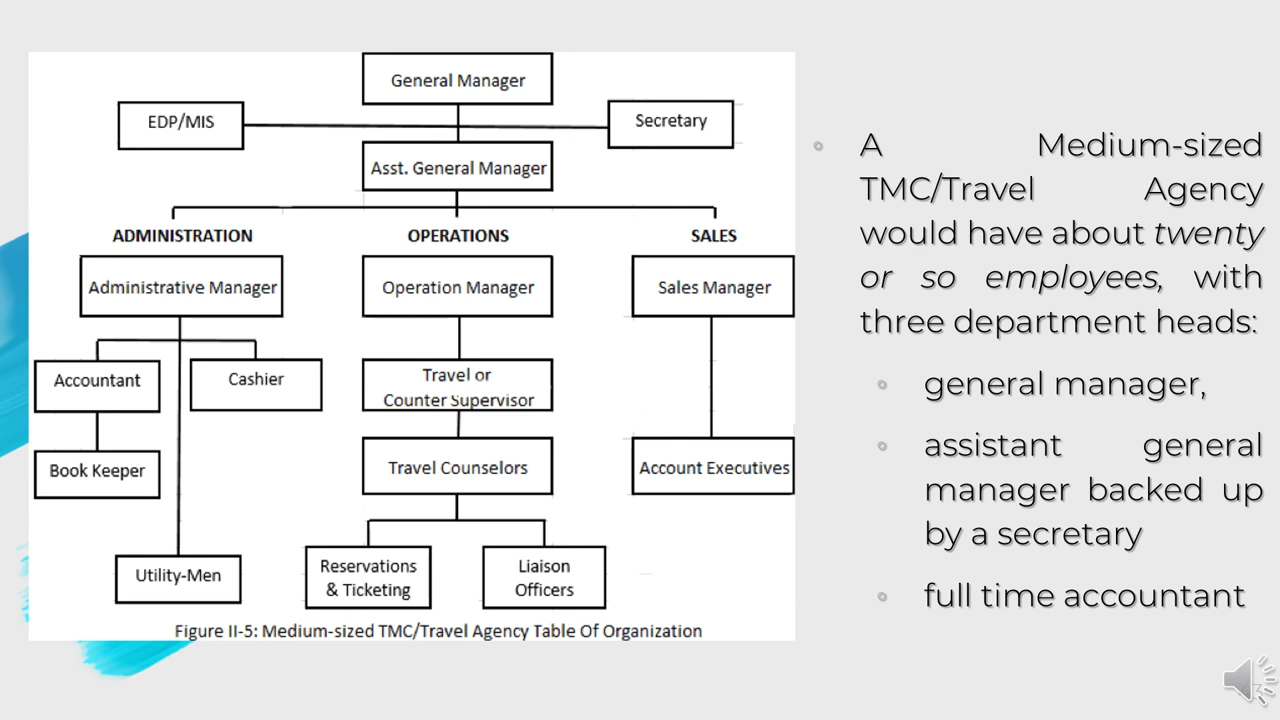 General Manager
EDP/MIS
Secretary
Asst. General Manager
ADMINISTRATION
OPERATIONS
SALES
Administrative Manager
Operation Manager
Sales Manager
Accountant
Cashier
Travel or
Counter Supervisor
Book Keeper
Travel Counselors
Account Executives
Utility-Men
Reservations
& Ticketing
Liaison
Officers
Figure II-5: Medium-sized TMC/Travel Agency Table Of Organization
A Medium-sized
TMC/Travel Agency
would have about twenty
or so employees, with
three department heads:
general manager,
assistant general
manager backed up
by a secretary
full time accountant